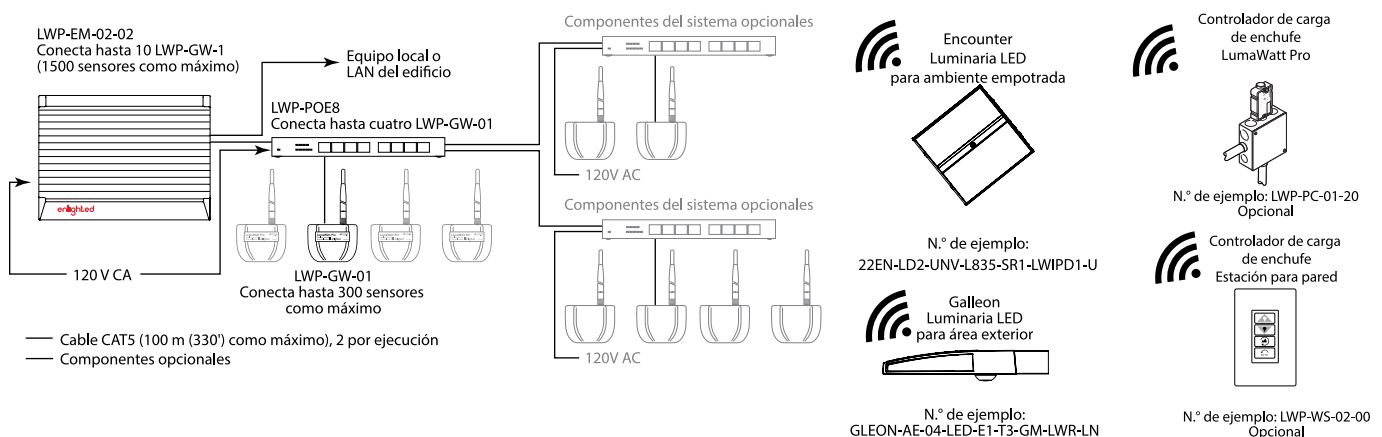 LWP-EM-02-02
Conecta hasta 10 LWP-GW-1
(1500 sensores como máximo)
Equipo local o
LAN del edificio
LWP-POE8
Conecta hasta cuatro LWP-GW-01
enlighted
120 V CA
LWP-GW-01
Conecta hasta 300 sensores
como máximo
Cable CAT5 (100 m (330') como máximo), 2 por ejecución
Componentes opcionales
Componentes del sistema opcionales
120V AC
Componentes del sistema opcionales
120V AC
Encounter
Luminaria LED
para ambiente empotrada
N.° de ejemplo:
22EN-LD2-UNV-L835-SR1-LWIPD1-U
Galleon
Luminaria LED
para área exterior
N.° de ejemplo:
GLEON-AE-04-LED-E1-T3-GM-LWR-LN
Controlador de carga
de enchufe
LumaWatt Pro
N.° de ejemplo: LWP-PC-01-20
Opcional
Controlador de carga
de enchufe
Estación para pared
N.° de ejemplo: LWP-WS-02-00
Opcional